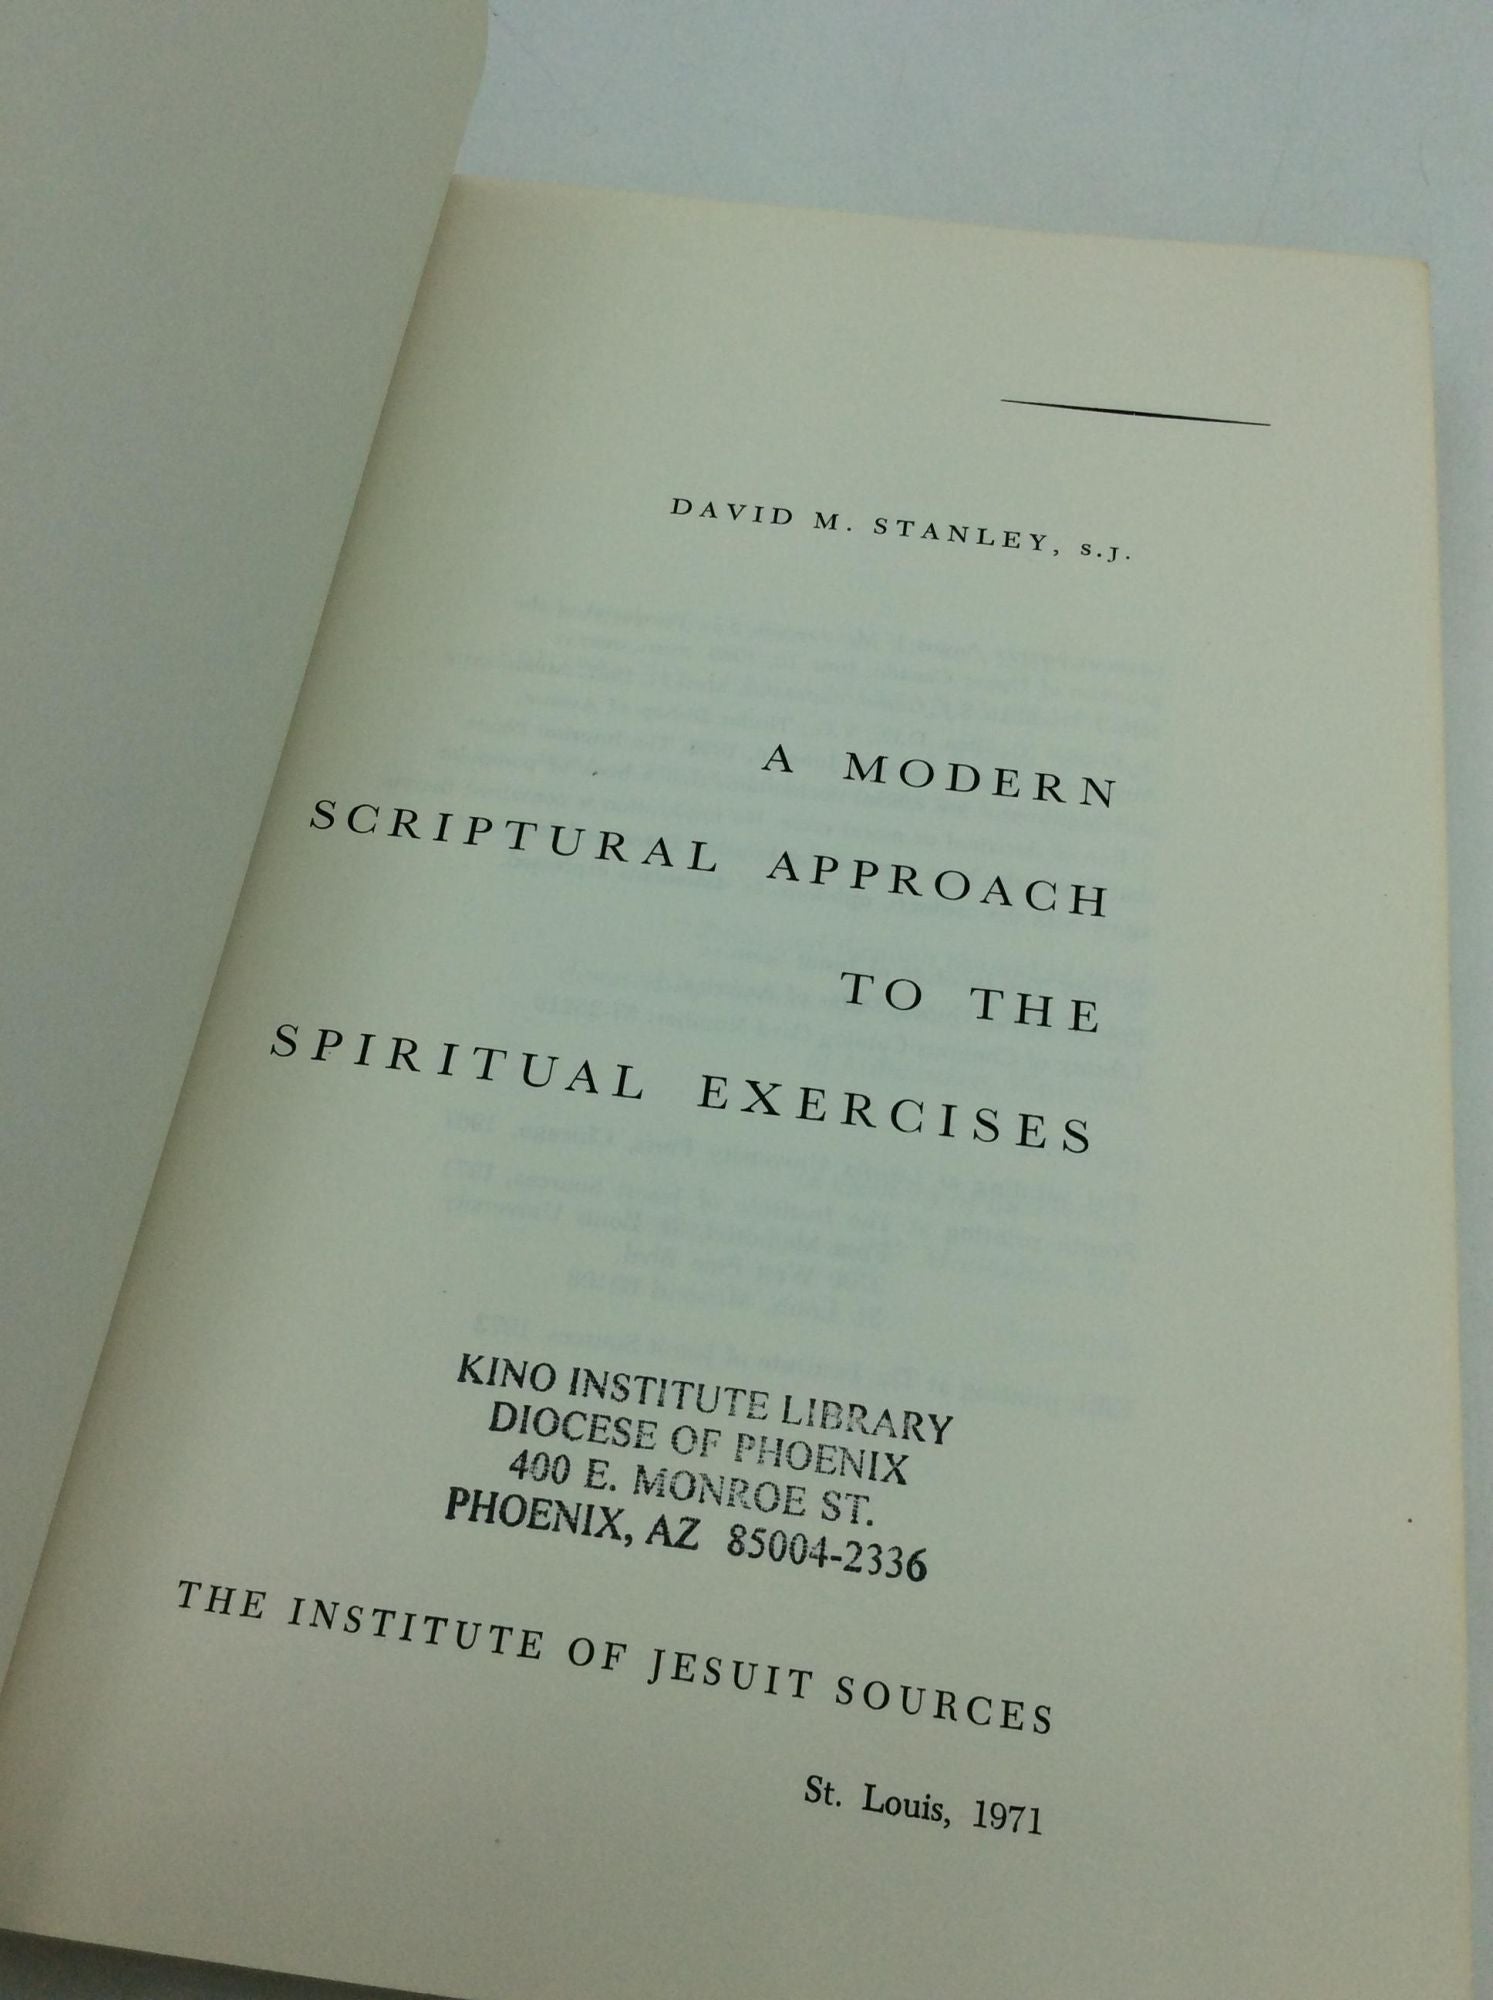 DAVID M. STANLEY, S.J.
A MODERN
SCRIPTURAL APPROACH
TO THE
SPIRITUAL EXERCISES
KINO INSTITUTE LIBRARY
DIOCESE OF PHOENIX
400 E. MONROE ST.
PHOENIX, AZ 85004-2336
THE INSTITUTE OF JESUIT SOURCES
St. Louis, 1971